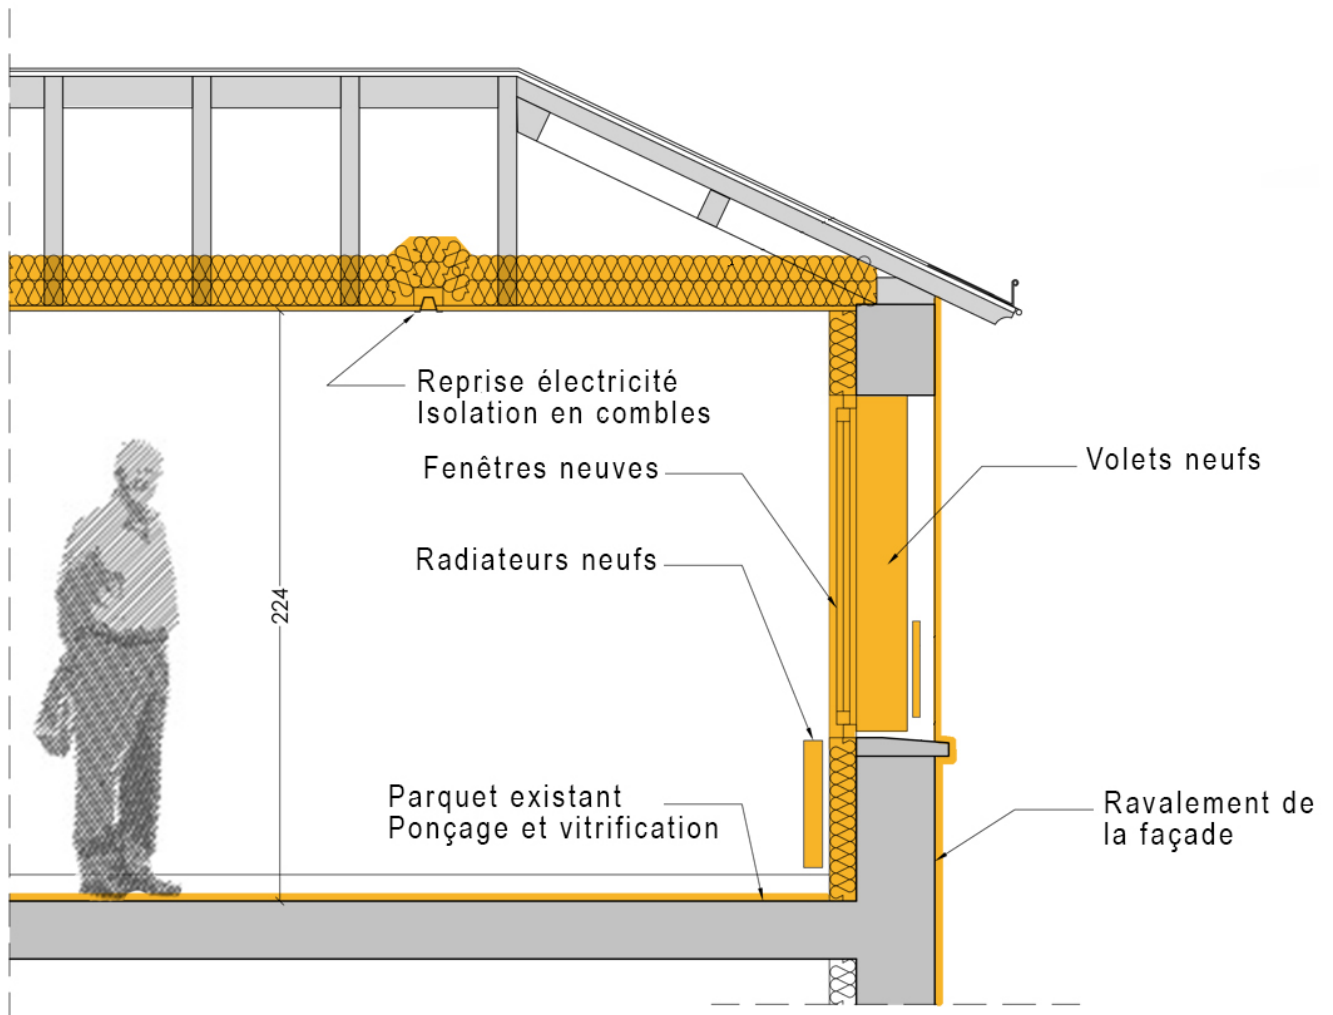 Reprise électricité
Isolation en combles
Fenêtres neuves
Volets neufs
Radiateurs neufs
224
Parquet existant
Ponçage et vitrification
Ravalement de
la façade